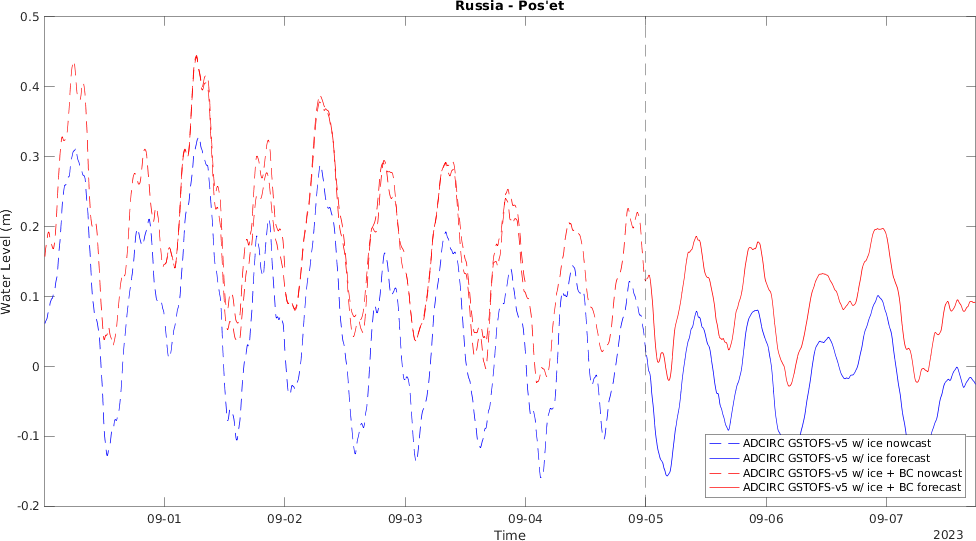 Russia - Pos'et
0.5
0.4
0.3
0.2
0.1
0
-0.1
-0.2
Water Level (m)
09-01
09-02
09-03
09-04
09-05
09-06
09-07
Time
2023
ADCIRC GSTOFS-v5 w/ ice nowcast
ADCIRC GSTOFS-v5 w/ ice forecast
ADCIRC GSTOFS-v5 w/ ice + BC nowcast
ADCIRC GSTOFS-v5 w/ ice + BC forecast